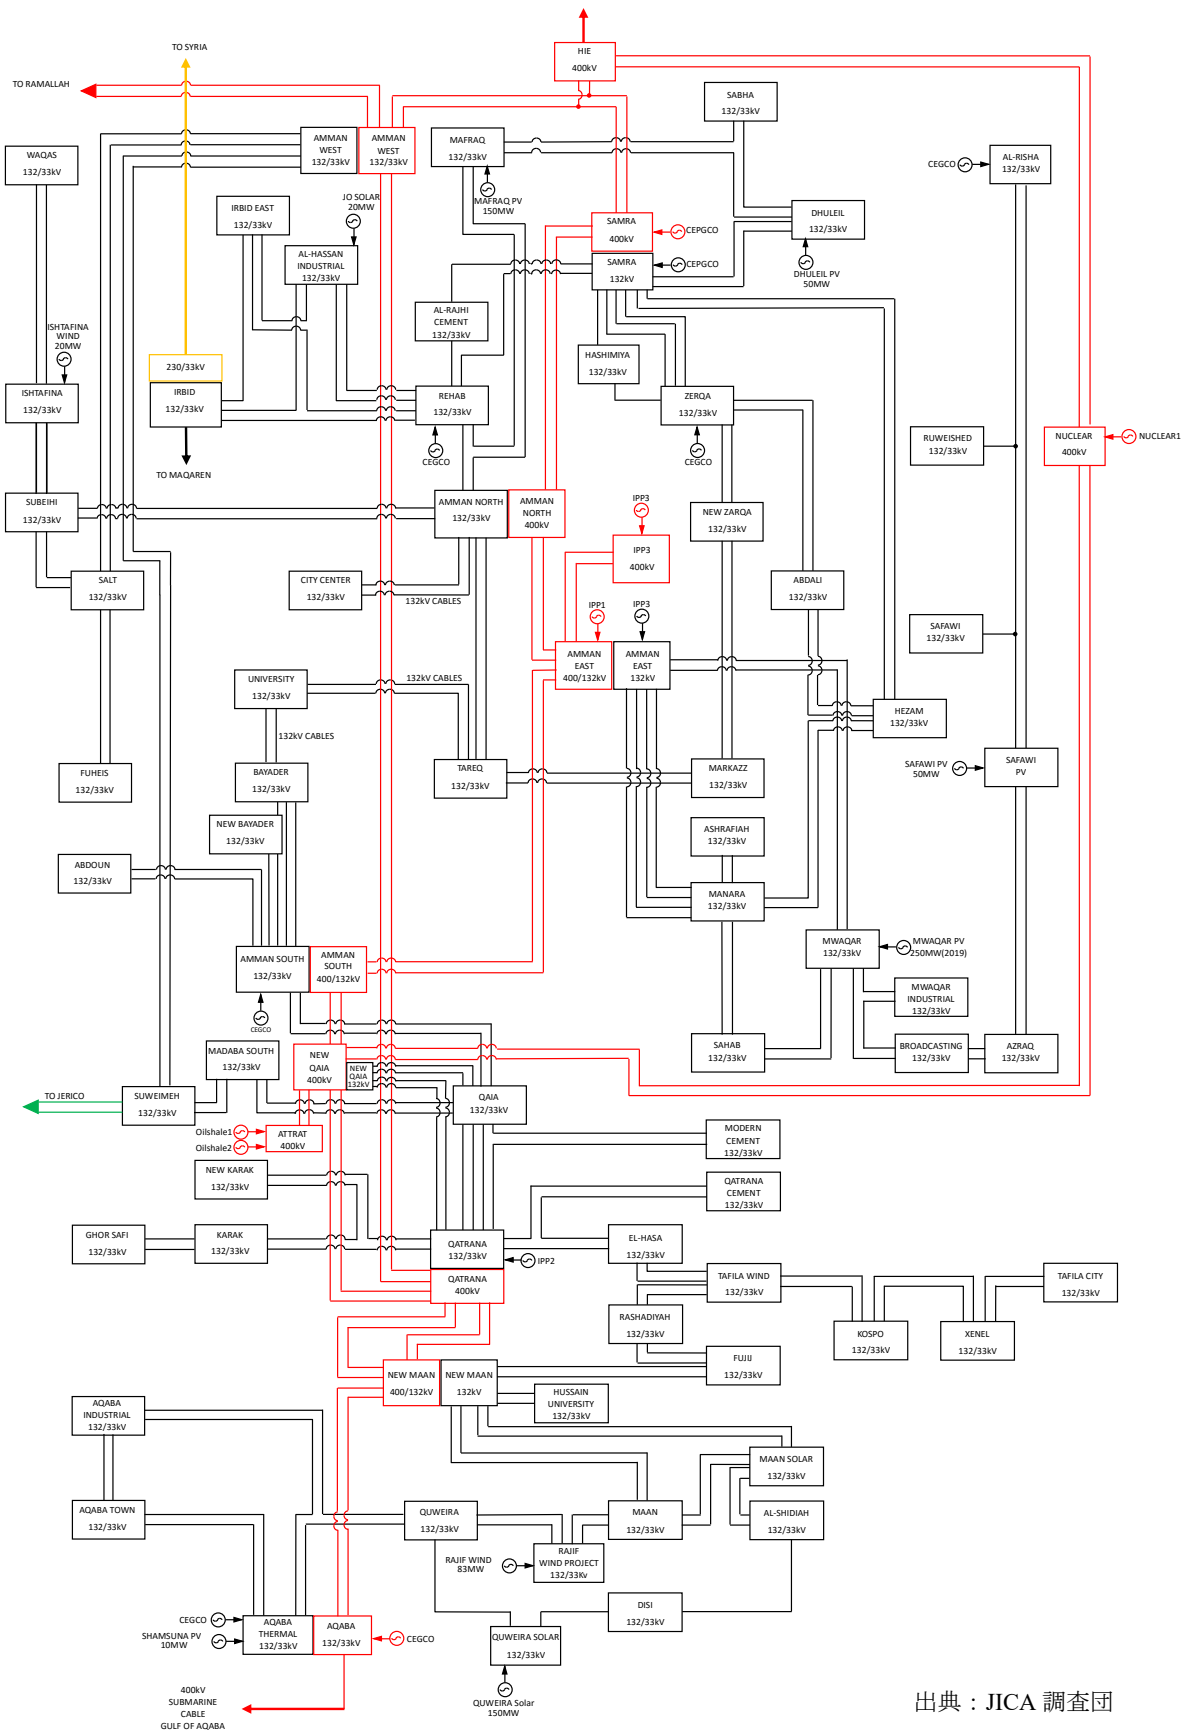 HIE
400kV
TO SYRIA
TO RAMALLAH
SABHA
132/33kV
AMMAN
WEST
132/33kV
AMMAN
WEST
132/33kV
MAFRAQ
132/33kV
WAQAS
132/33kV
CEGCO
AL-RISHA
132/33kV
MAFRAQ PV
150MW
JO SOLAR
20MW
IRBID EAST
132/33kV
SAMRA
400kV
CEPGCO
DHULEIL
132/33kV
AL-HASSAN
INDUSTRIAL
132/33kV
SAMRA
132kV
CEPGCO
DHULEIL PV
50MW
AL-RAJHI
CEMENT
132/33kV
ISHTAFINA
WIND
20MW
HASHIMIYA
132/33kV
230/33kV
ISHTAFINA
132/33kV
IRBID
132/33kV
REHAB
132/33kV
ZERQA
132/33kV
RUWEISHED
132/33kV
NUCLEAR
400kV
NUCLEAR1
CEGCO
CEGCO
TO MAQAREN
SUBEIHI
132/33kV
AMMAN NORTH
132/33kV
AMMAN
NORTH
400kV
IPP3
NEW ZARQA
132/33kV
IPP3
400kV
SALT
132/33kV
CITY CENTER
132/33kV
132kV CABLES
ABDALI
132/33kV
IPP1
IPP3
SAFAWI
132/33kV
AMMAN
EAST
400/132kV
AMMAN
EAST
132kV
UNIVERSITY
132/33kV
132kV CABLES
HEZAM
132/33kV
132kV CABLES
FUHEIS
132/33kV
BAYADER
132/33kV
TAREQ
132/33kV
MARKAZZ
132/33kV
SAFAWI PV
50MW
SAFAWI
PV
NEW BAYADER
132/33kV
ASHRAFIAH
132/33kV
ABDOUN
132/33kV
MANARA
132/33kV
AMMAN SOUTH
132/33kV
AMMAN
SOUTH
400/132kV
MWAQAR
132/33kV
MWAQAR PV
250MW(2019)
MWAQAR
INDUSTRIAL
132/33kV
CEGCO
MADABA SOUTH
132/33kV
NEW
QAIA
400kV
NEW
QAIA
132kV
SAHAB
132/33kV
BROADCASTING
132/33kV
AZRAQ
132/33kV
TO JERICO
SUWEIMEH
132/33kV
QAIA
132/33kV
Oilshale1
Oilshale2
ATTRAT
400kV
MODERN
CEMENT
132/33kV
NEW KARAK
132/33kV
QATRANA
CEMENT
132/33kV
GHOR SAFI
132/33kV
KARAK
132/33kV
QATRANA
132/33kV
EL-HASA
132/33kV
IPP2
QATRANA
400kV
TAFILA WIND
132/33kV
TAFILA CITY
132/33kV
RASHADIYAH
132/33kV
KOSPO
132/33kV
XENEL
132/33kV
FUJIJ
132/33kV
NEW MAAN
400/132kV
NEW MAAN
132kV
HUSSAIN
UNIVERSITY
132/33kV
AQABA
INDUSTRIAL
132/33kV
MAAN SOLAR
132/33kV
AQABA TOWN
132/33kV
QUWEIRA
132/33kV
MAAN
132/33kV
AL-SHIDIAH
132/33kV
RAJIF WIND
83MW
RAJIF
WIND PROJECT
132/33Kv
DISI
132/33kV
CEGCO
SHAMSUNA PV
10MW
AQABA
THERMAL
132/33kV
AQABA
132/33kV
CEGCO
QUWEIRA SOLAR
132/33kV
400kV
SUBMARINE
CABLE
GULF OF AQABA
QUWEIRA Solar
150MW
出典：JICA 調査団